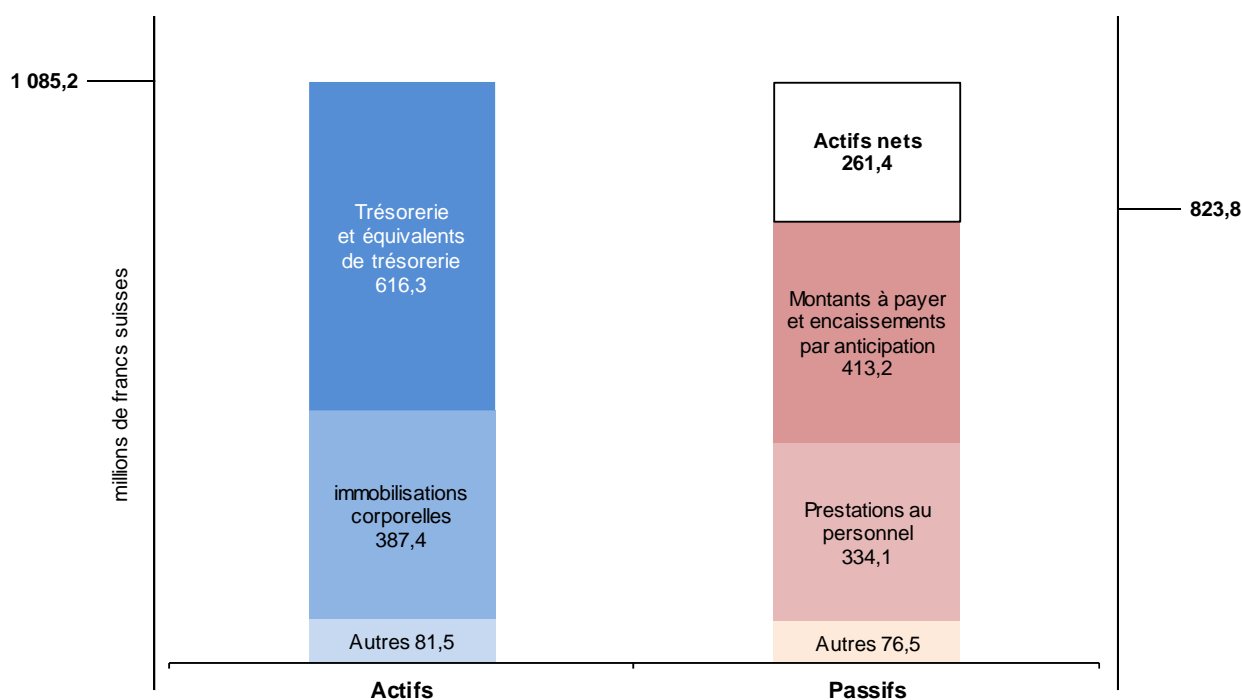 1 085,2
Actifs nets
261,4
823,8
Trésorerie
et équivalents
de trésorerie
616,3
Montants à payer
et encaissements
par anticipation
413,2
millions de francs suisses
immobilisations
corporelles
387,4
Prestations au
personnel
334,1
Autres 81,5
Autres 76,5
Actifs
Passifs